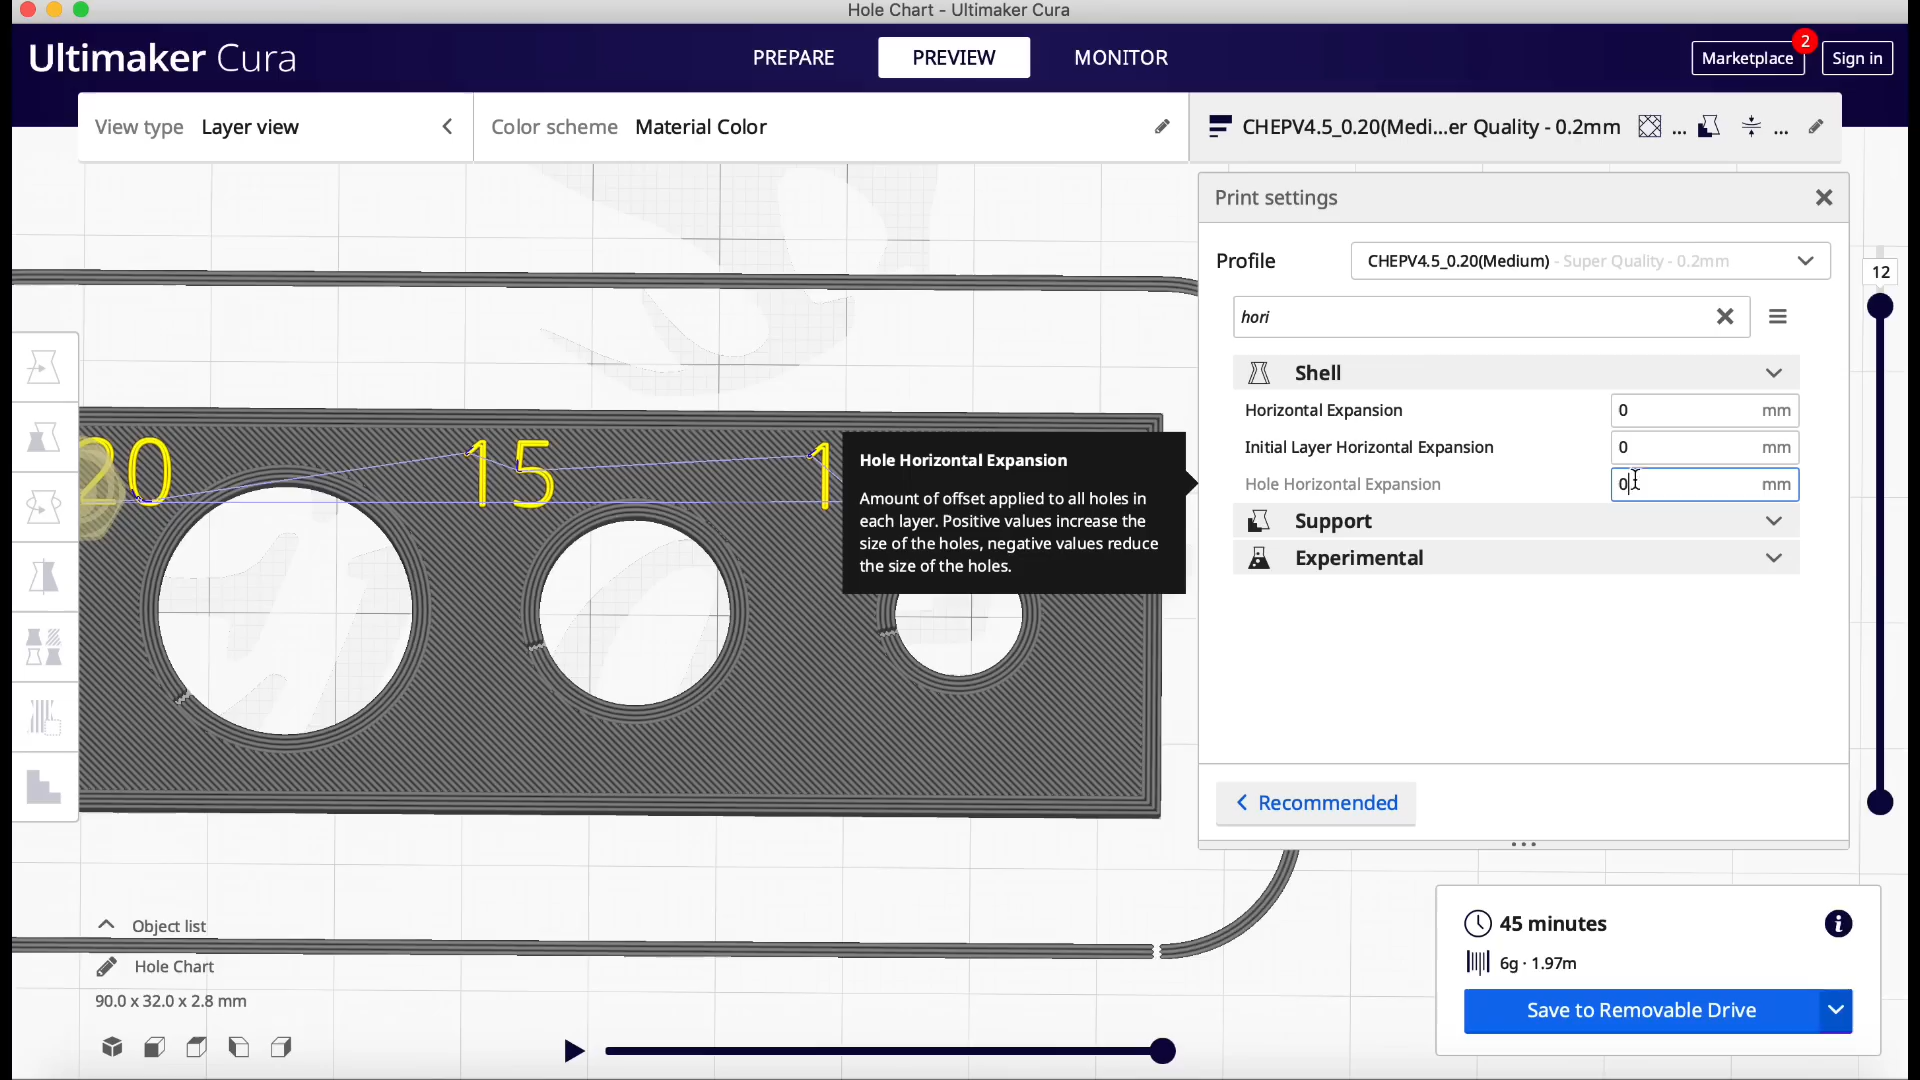 Hole Chart - Ultimaker Cura
Ultimaker Cura
PREPARE
PREVIEW
MONITOR
Marketplace
2
Sign in
View type Layer view
Color scheme Material Color
CHEPV4.5_0.20(Medi...er Quality - 0.2mm
...
...
Print settings
Profile
CHEPV4.5_0.20(Medium) - Super Quality - 0.2mm
hori
Shell
Horizontal Expansion
0 mm
Initial Layer Horizontal Expansion
0 mm
Hole Horizontal Expansion
0 mm
Support
Experimental
Recommended
12
20
15
1
Hole Horizontal Expansion
Amount of offset applied to all holes in
each layer. Positive values increase the
size of the holes, negative values reduce
the size of the holes.
Object list
Hole Chart
90.0 x 32.0 x 2.8 mm
45 minutes
6g · 1.97m
Save to Removable Drive